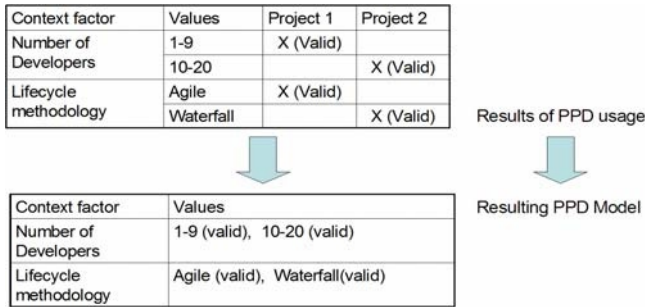 Context factor Values Project 1 Project 2
Number of 1-9 X (Valid)
Developers 10-20 X (Valid)
Lifecycle Agile X (Valid)
methodology Waterfall X (Valid)
Results of PPD usage
Context factor Values
Resulting PPD Model
Number of 1-9 (valid), 10-20 (valid)
Developers
Lifecycle Agile (valid), Waterfall(valid)
methodology